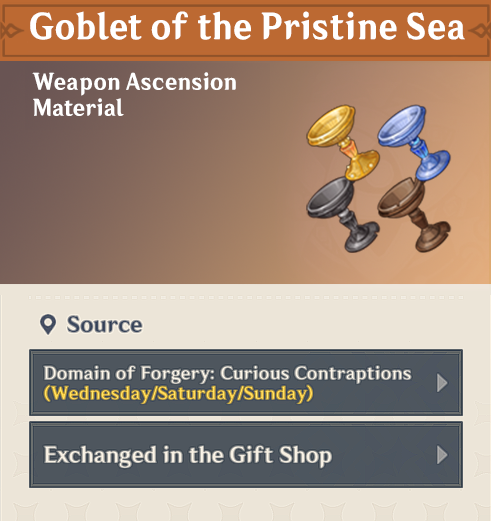 Goblet of the Pristine Sea
Weapon Ascension
Material
Source
Domain of Forgery: Curious Contraptions
(Wednesday/Saturday/Sunday)
Exchanged in the Gift Shop